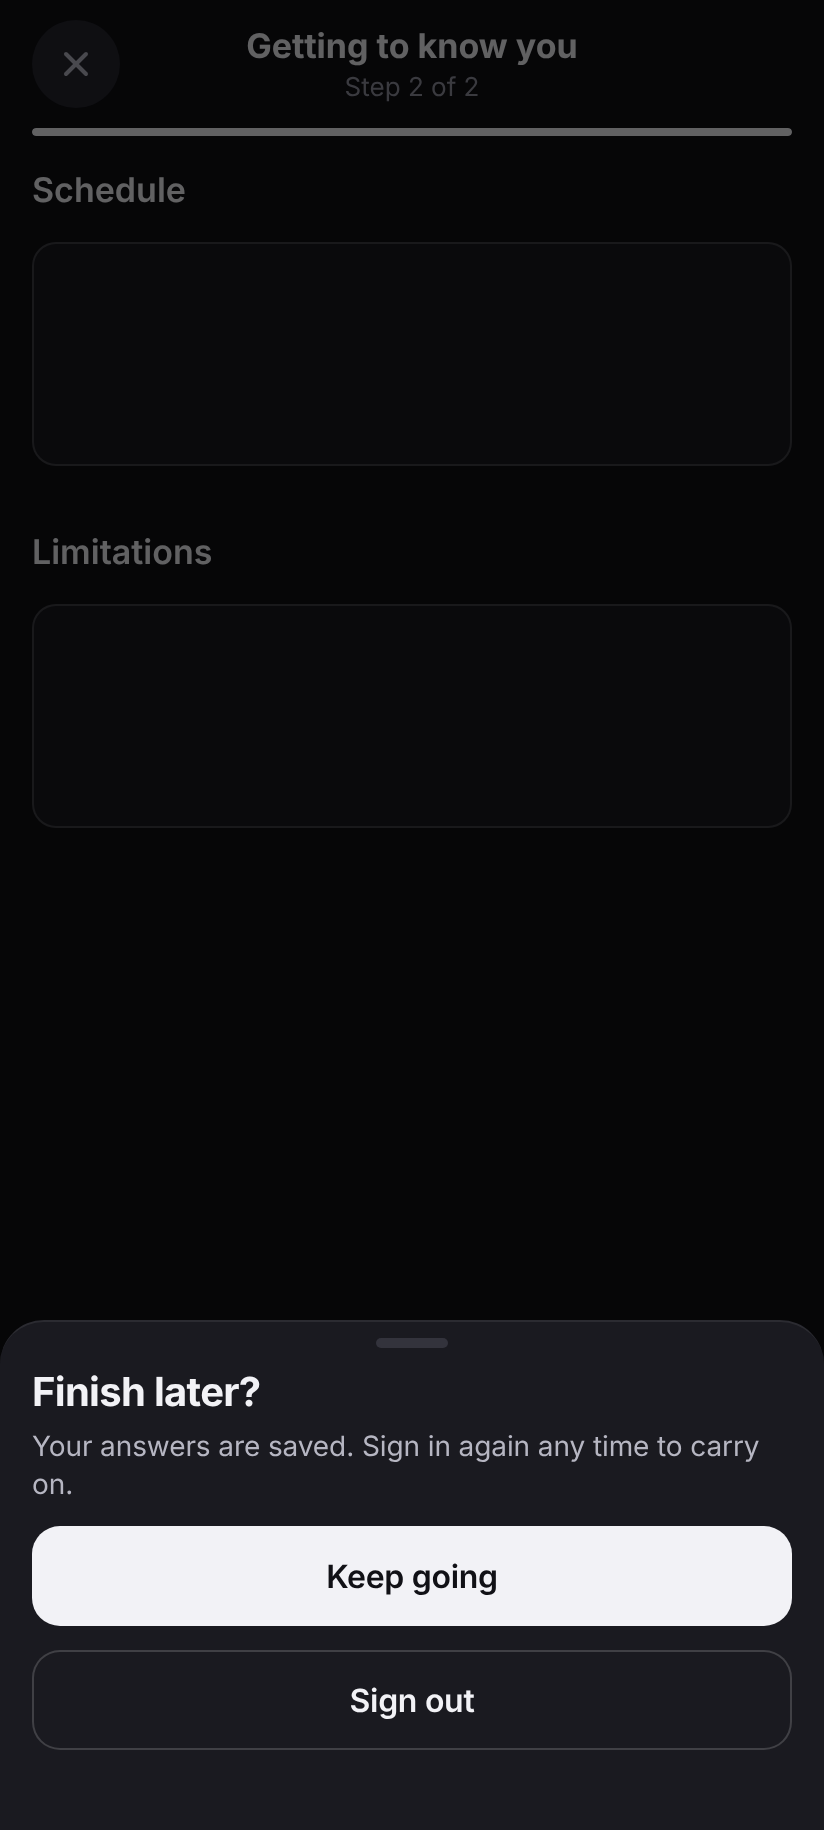 Getting to know you
Step 2 of 2
Schedule
Limitations
Finish later?
Your answers are saved. Sign in again any time to carry
on.
Keep going
Sign out